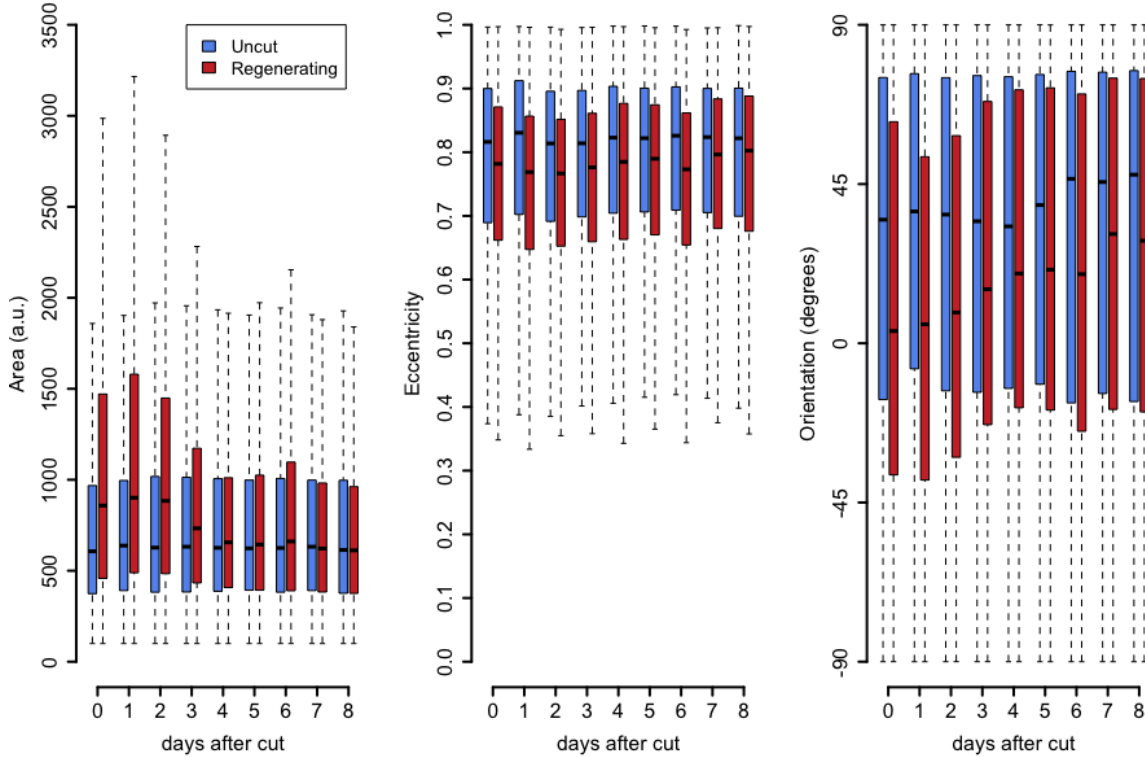 Area (a.u.)
0
500
1000
1500
2000
2500
3000
3500
Uncut
Regenerating
0 1 2 3 4 5 6 7 8
days after cut
Eccentricity
0.0
0.1
0.2
0.3
0.4
0.5
0.6
0.7
0.8
0.9
1.0
0 1 2 3 4 5 6 7 8
days after cut
Orientation (degrees)
-90
-45
0
45
90
0 1 2 3 4 5 6 7 8
days after cut